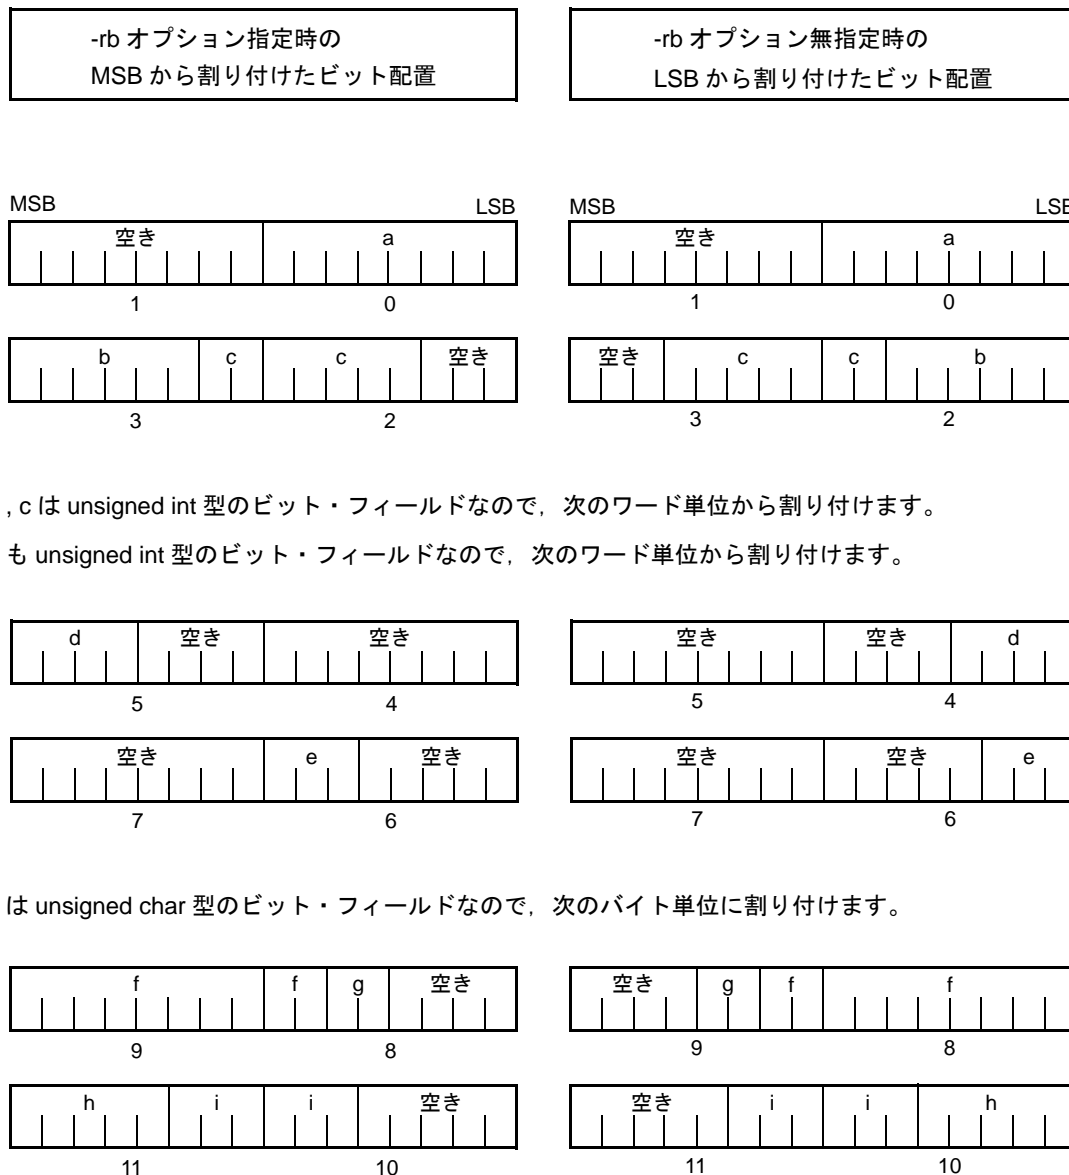 -rb オプション指定時の
MSB から割り付けたビット配置
-rb オプション無指定時の
LSB から割り付けたビット配置
MSB LSB MSB LSB
空き a 空き a
1 0 1 0
b c c 空き 空き c c b
3 2 3 2
, c は unsigned int 型のビット・フィールドなので，次のワード単位から割り付けます。
も unsigned int 型のビット・フィールドなので，次のワード単位から割り付けます。
d 空き 空き 空き 空き d
5 4 5 4
空き e 空き 空き 空き e
7 6 7 6
は unsigned char 型のビット・フィールドなので，次のバイト単位に割り付けます。
f f g 空き 空き g f f
9 8 9 8
h i i 空き 空き i i h
11 10 11 10